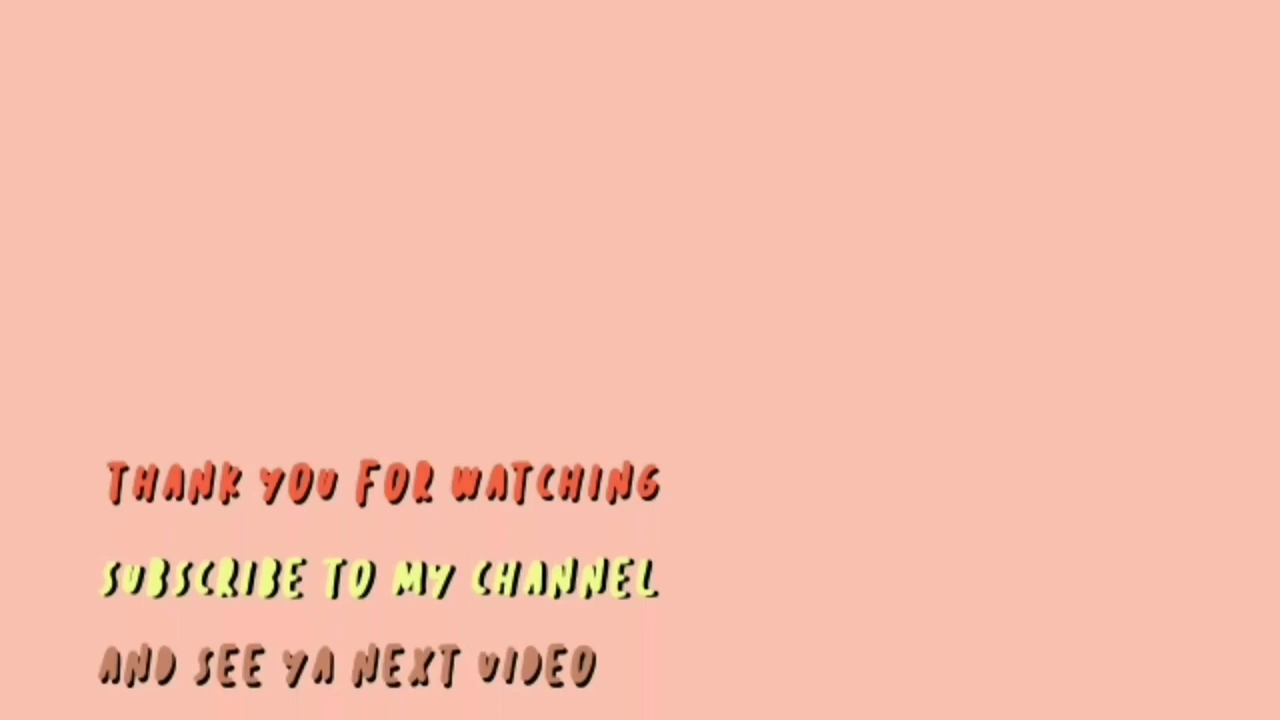 THANK YOU FOR WATCHING
SUBSCRIBE TO MY CHANNEL
AND SEE YA NEXT VIDEO